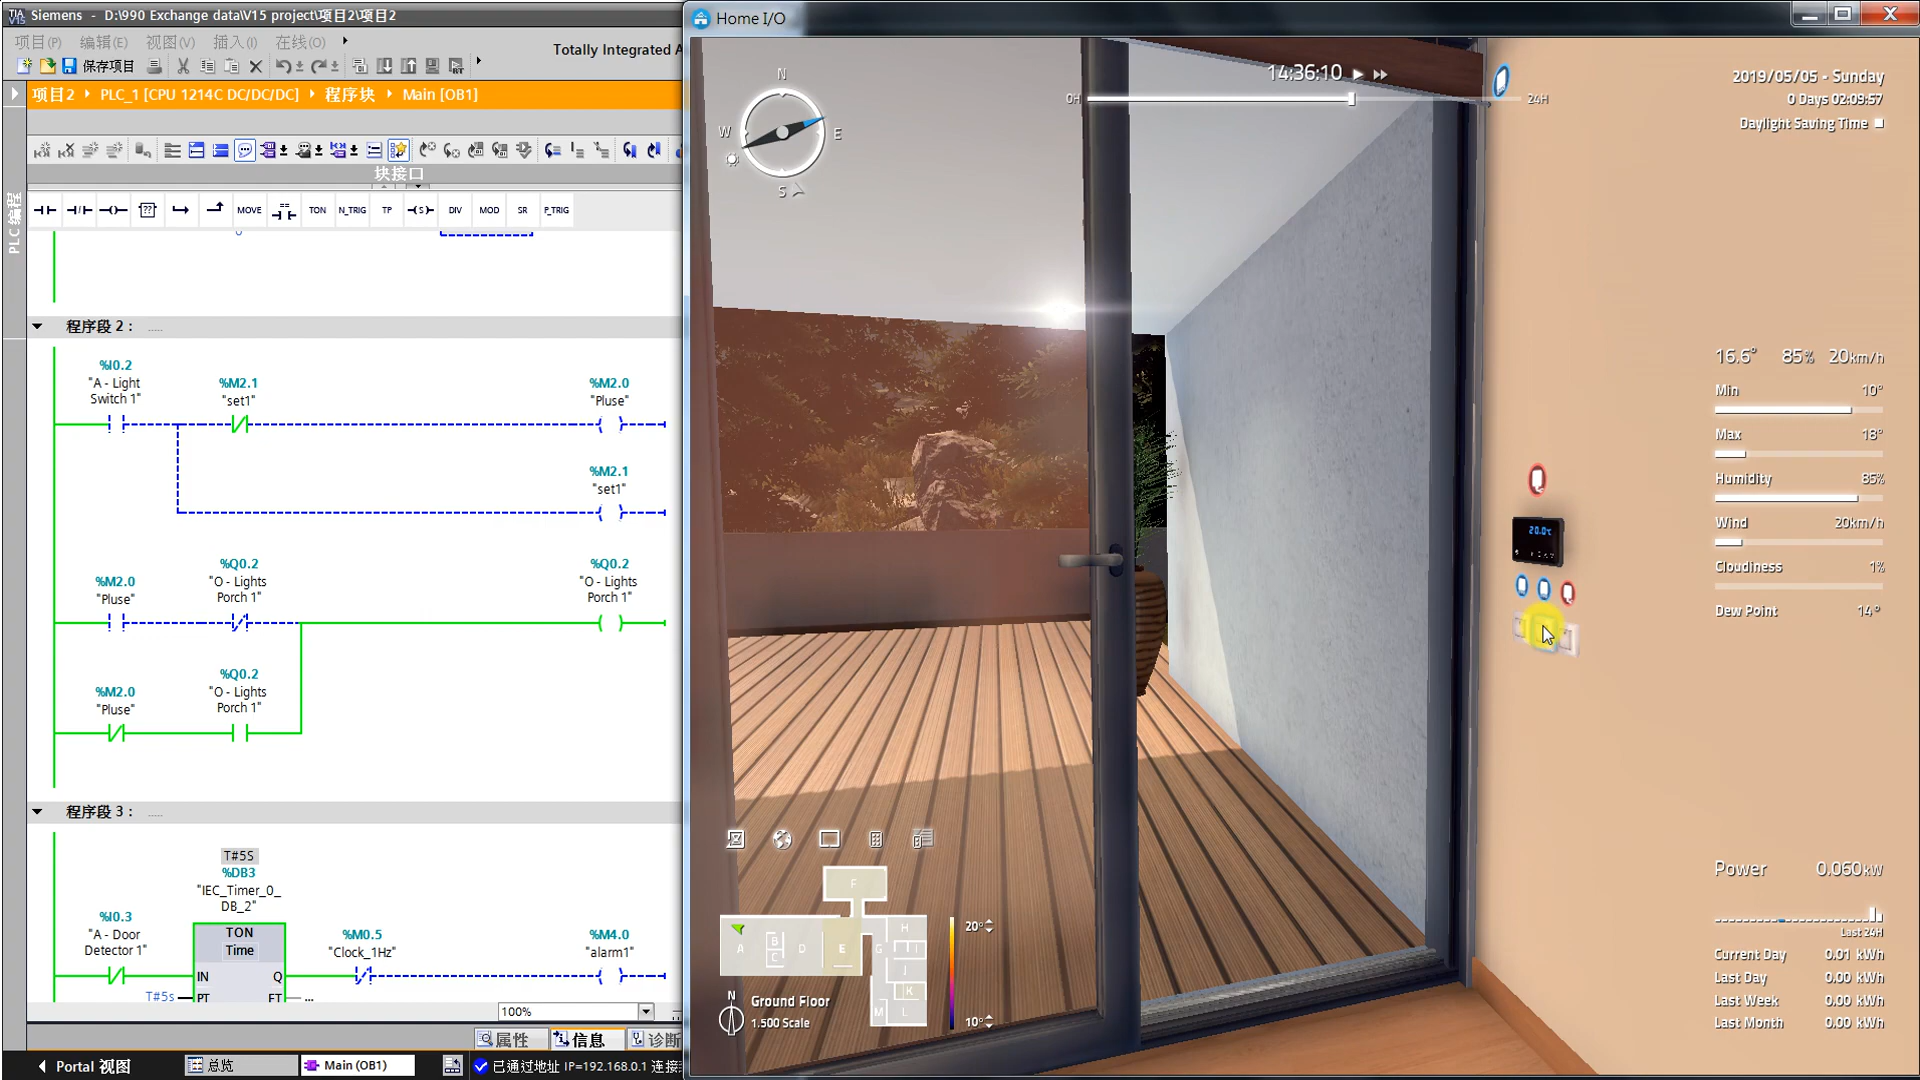 Siemens - D:\990 Exchange data\V15 project\项目2\项目2
项目(P) 编辑(E) 视图(V) 插入(I) 在线(O)
Totally Integrated A
保存项目
项目2 PLC_1 [CPU 1214C DC/DC/DC] 程序块 Main [OB1]
块接口
PLC 编程
MOVE TON N_TRIG TP DIV MOD SR P_TRIG
程序段 2： .....
%I0.2
"A - Light
Switch 1"
%M2.1
"set1"
%M2.0
"Pluse"
%M2.1
"set1"
%M2.0
"Pluse"
%Q0.2
"O - Lights
Porch 1"
%Q0.2
"O - Lights
Porch 1"
%M2.0
"Pluse"
%Q0.2
"O - Lights
Porch 1"
程序段 3： .....
T#5S
%DB3
"IEC_Timer_0_
DB_2"
%I0.3
"A - Door
Detector 1"
TON
Time
%M0.5
"Clock_1Hz"
%M4.0
"alarm1"
IN Q
T#5s PT ET ...
100%
属性 信息 诊断
Portal 视图 总览 Main (OB1) 已通过地址 IP=192.168.0.1 连接
Home I/O
14:36:10
0H 24H
N
W E
S
2019/05/05 - Sunday
0 Days 02:09:57
Daylight Saving Time
16.6° 85% 20km/h
Min 10°
Max 18°
Humidity 85%
Wind 20km/h
Cloudiness 1%
Dew Point 14°
20.0
F
A B C D E G H I J K L M
20°
10°
N
Ground Floor
1.500 Scale
Power 0.060kW
Last 24H
Current Day 0.01 kWh
Last Day 0.00 kWh
Last Week 0.00 kWh
Last Month 0.00 kWh